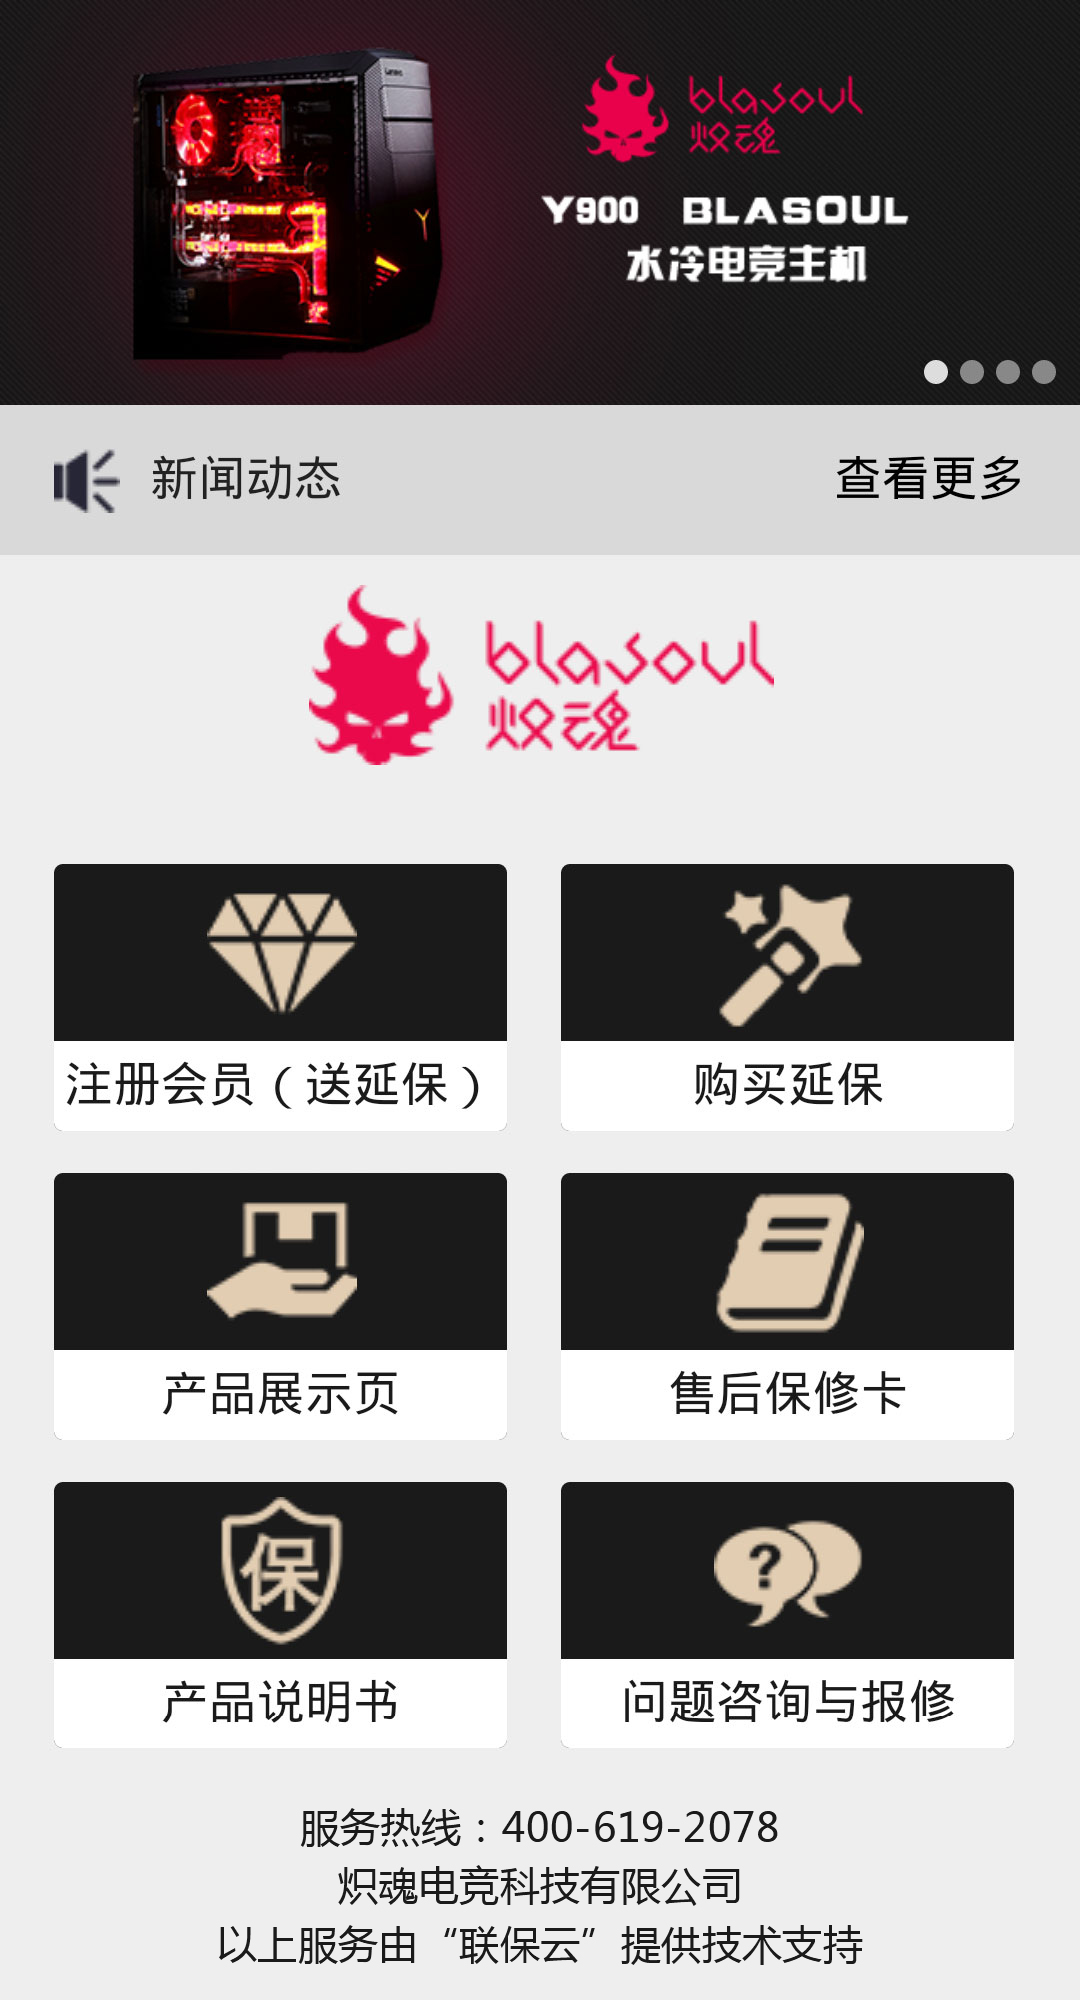 Lenovo
blasoul
炽魂
Y900 BLASOUL
水冷电竞主机
新闻动态 查看更多
blasoul
炽魂
注册会员（送延保） 购买延保
产品展示页 售后保修卡
保
?
产品说明书 问题咨询与报修
服务热线：400-619-2078
炽魂电竞科技有限公司
以上服务由“联保云”提供技术支持